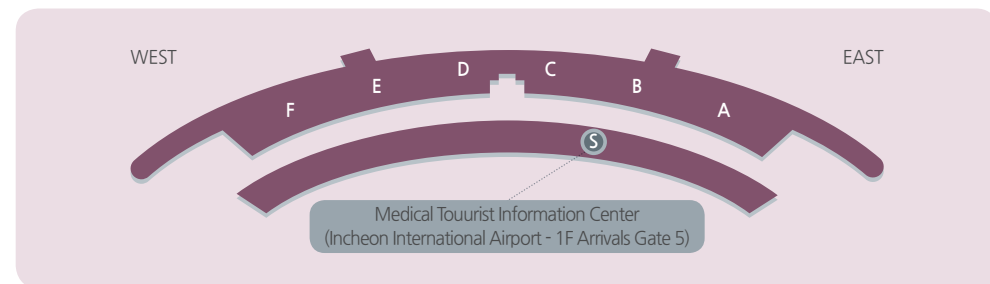 WEST
EAST
D
C
E
B
F
A
S
Medical Touurist Information Center
(Incheon International Airport - 1F Arrivals Gate 5)